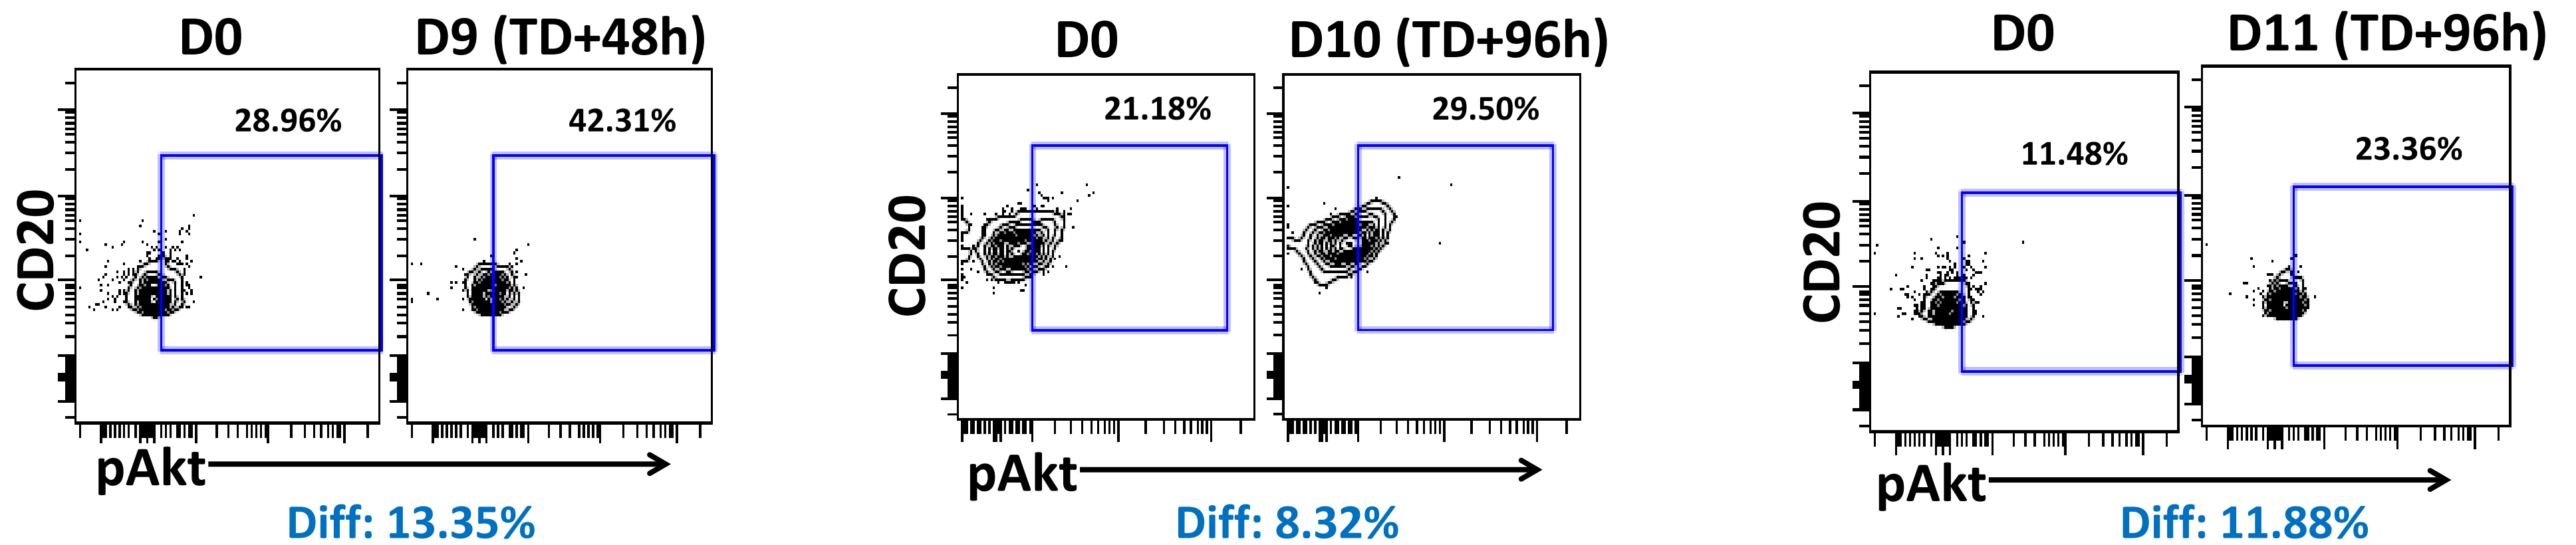 D0
D9 (TD+48h)
28.96%
42.31%
CD20
pAkt
Diff: 13.35%
D0
D10 (TD+96h)
21.18%
29.50%
CD20
pAkt
Diff: 8.32%
D0
D11 (TD+96h)
11.48%
23.36%
CD20
pAkt
Diff: 11.88%